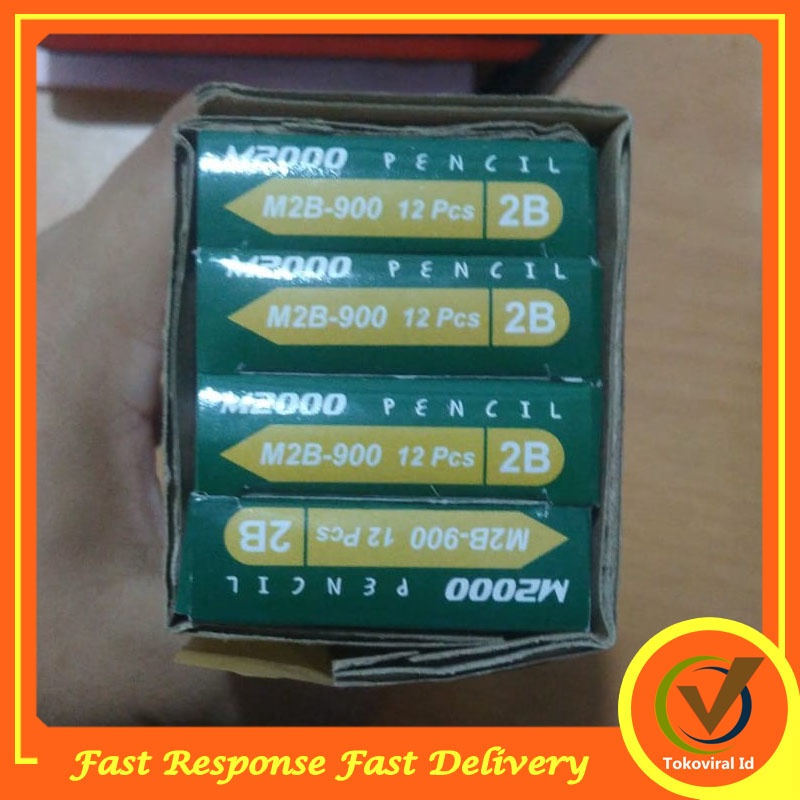 M2000 PENCIL
M2B-900 12 Pcs 2B
M2000 PENCIL
M2B-900 12 Pcs 2B
M2000 PENCIL
M2B-900 12 Pcs 2B
M2000 PENCIL
M2B-900 12 Pcs 2B
Fast Response Fast Delivery
Tokoviral Id